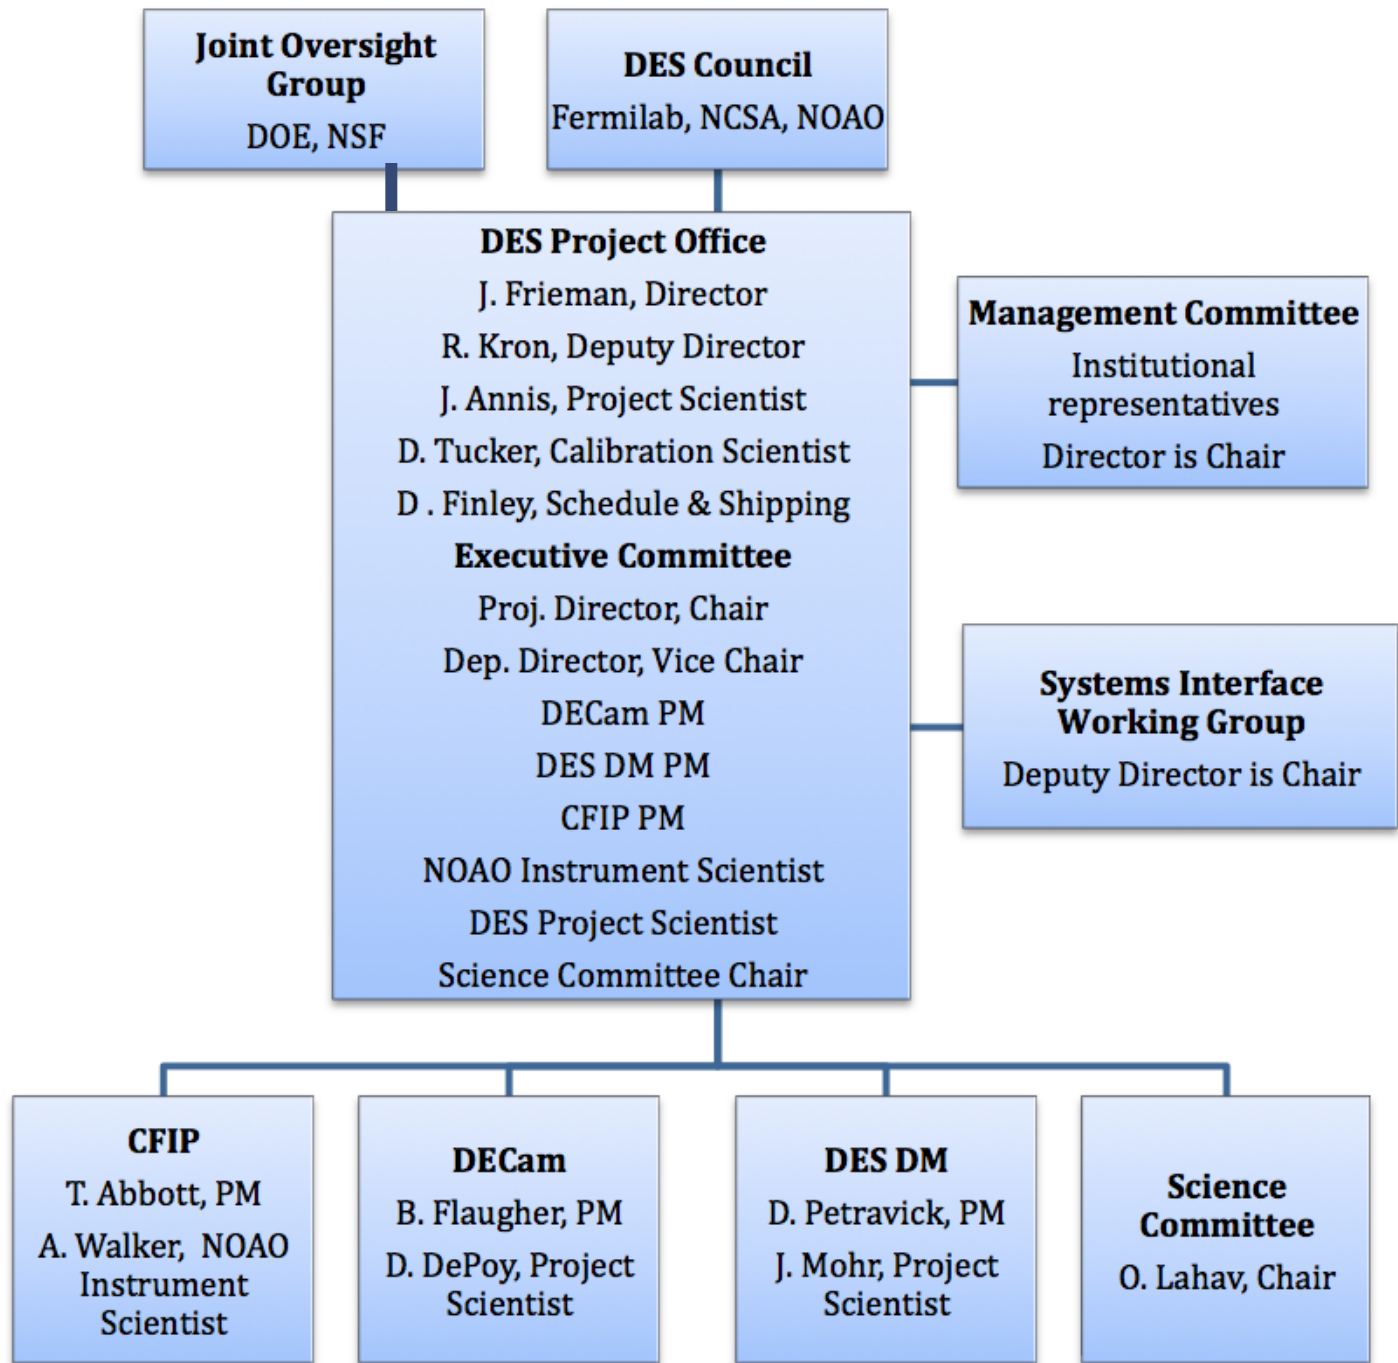 Joint Oversight
Group
DOE, NSF
DES Council
Fermilab, NCSA, NOAO
DES Project Office
J. Frieman, Director
R. Kron, Deputy Director
J. Annis, Project Scientist
D. Tucker, Calibration Scientist
D . Finley, Schedule & Shipping
Executive Committee
Proj. Director, Chair
Dep. Director, Vice Chair
DECam PM
DES DM PM
CFIP PM
NOAO Instrument Scientist
DES Project Scientist
Science Committee Chair
Management Committee
Institutional
representatives
Director is Chair
Systems Interface
Working Group
Deputy Director is Chair
CFIP
T. Abbott, PM
A. Walker, NOAO
Instrument
Scientist
DECam
B. Flaugher, PM
D. DePoy, Project
Scientist
DES DM
D. Petravick, PM
J. Mohr, Project
Scientist
Science
Committee
O. Lahav, Chair